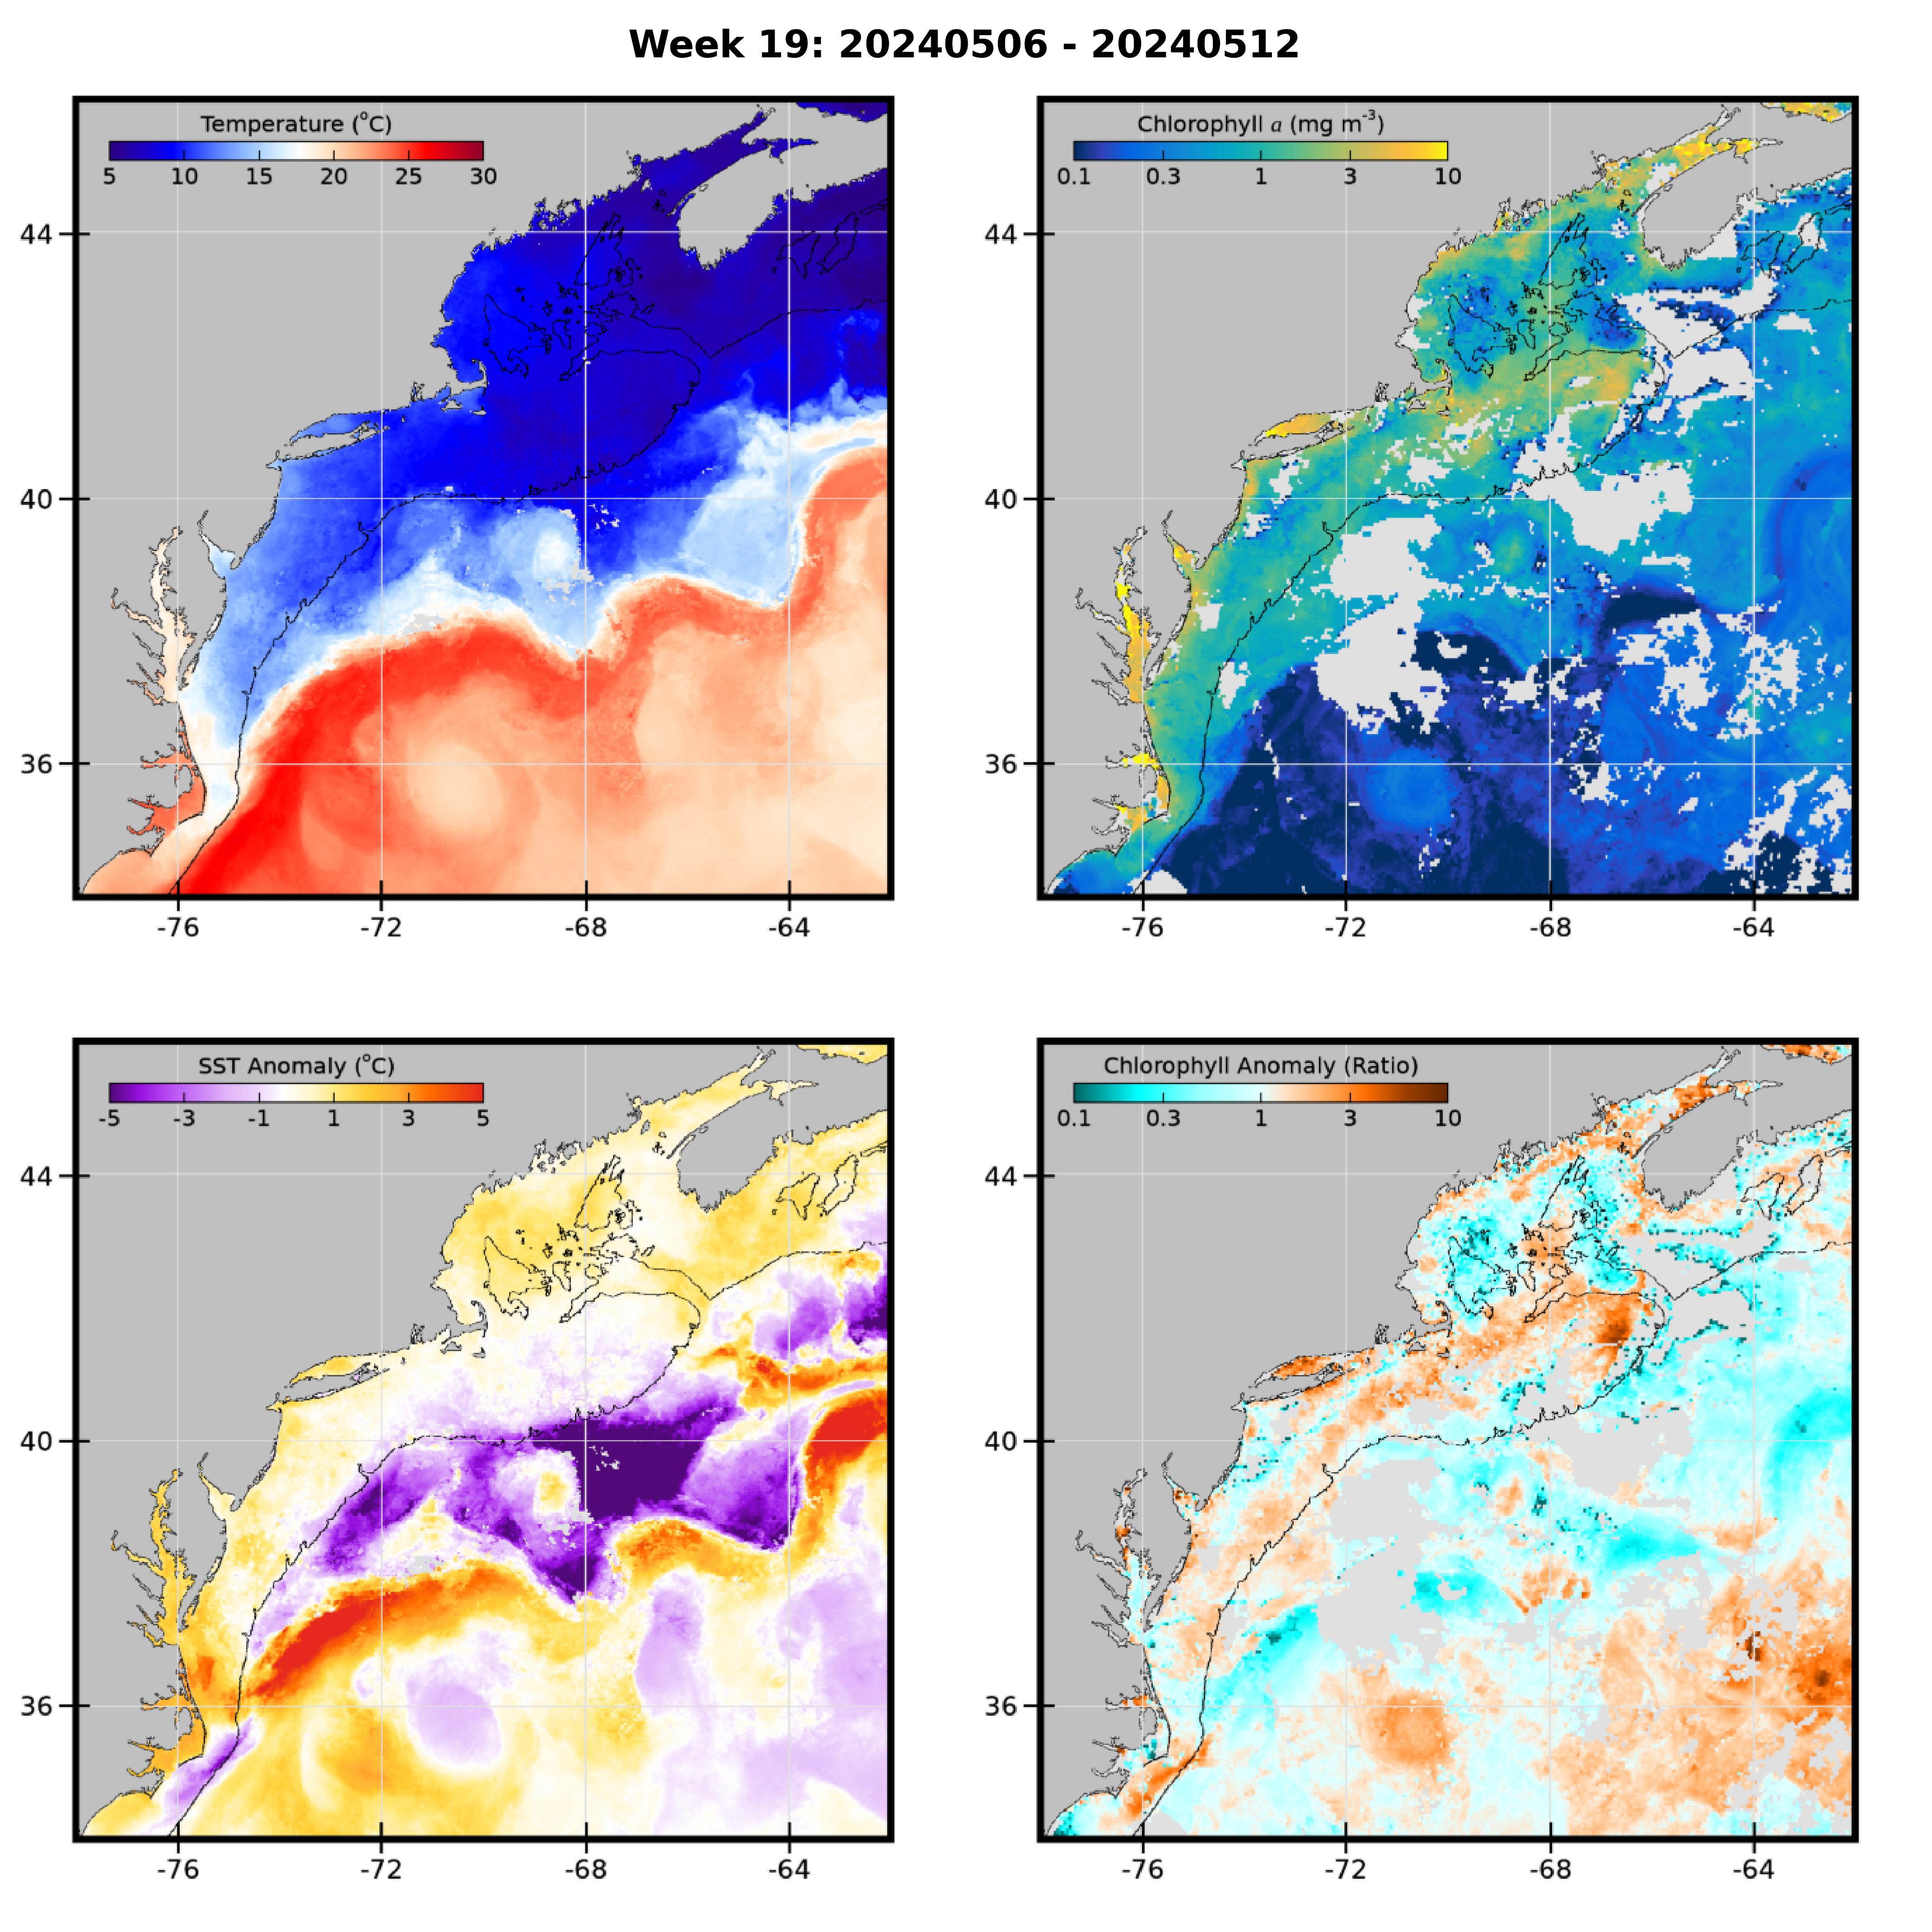 Week 19: 20240506 - 20240512
Temperature (°C)
5 10 15 20 25 30
44
40
36
-76 -72 -68 -64
Chlorophyll a (mg m⁻³)
0.1 0.3 1 3 10
44
40
36
-76 -72 -68 -64
SST Anomaly (°C)
-5 -3 -1 1 3 5
44
40
36
-76 -72 -68 -64
Chlorophyll Anomaly (Ratio)
0.1 0.3 1 3 10
44
40
36
-76 -72 -68 -64